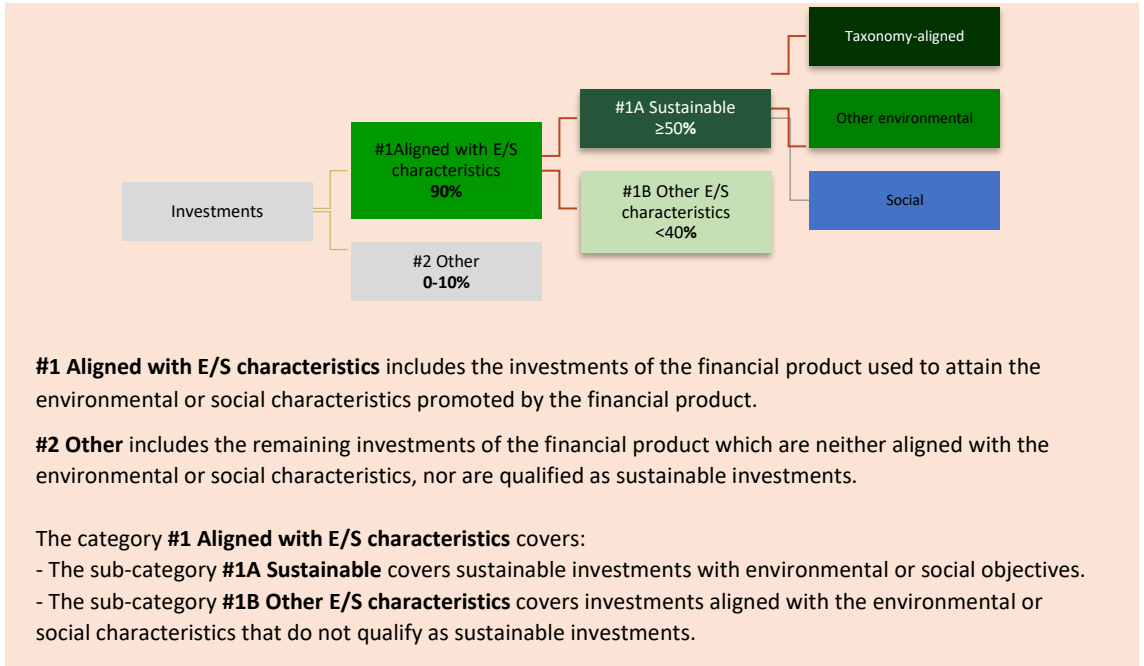 Taxonomy-aligned
#1A Sustainable
≥50%
Other environmental
#1Aligned with E/S
characteristics
90%
#1B Other E/S
characteristics
<40%
Social
Investments
#2 Other
0-10%
#1 Aligned with E/S characteristics includes the investments of the financial product used to attain the
environmental or social characteristics promoted by the financial product.
#2 Other includes the remaining investments of the financial product which are neither aligned with the
environmental or social characteristics, nor are qualified as sustainable investments.
The category #1 Aligned with E/S characteristics covers:
- The sub-category #1A Sustainable covers sustainable investments with environmental or social objectives.
- The sub-category #1B Other E/S characteristics covers investments aligned with the environmental or
social characteristics that do not qualify as sustainable investments.